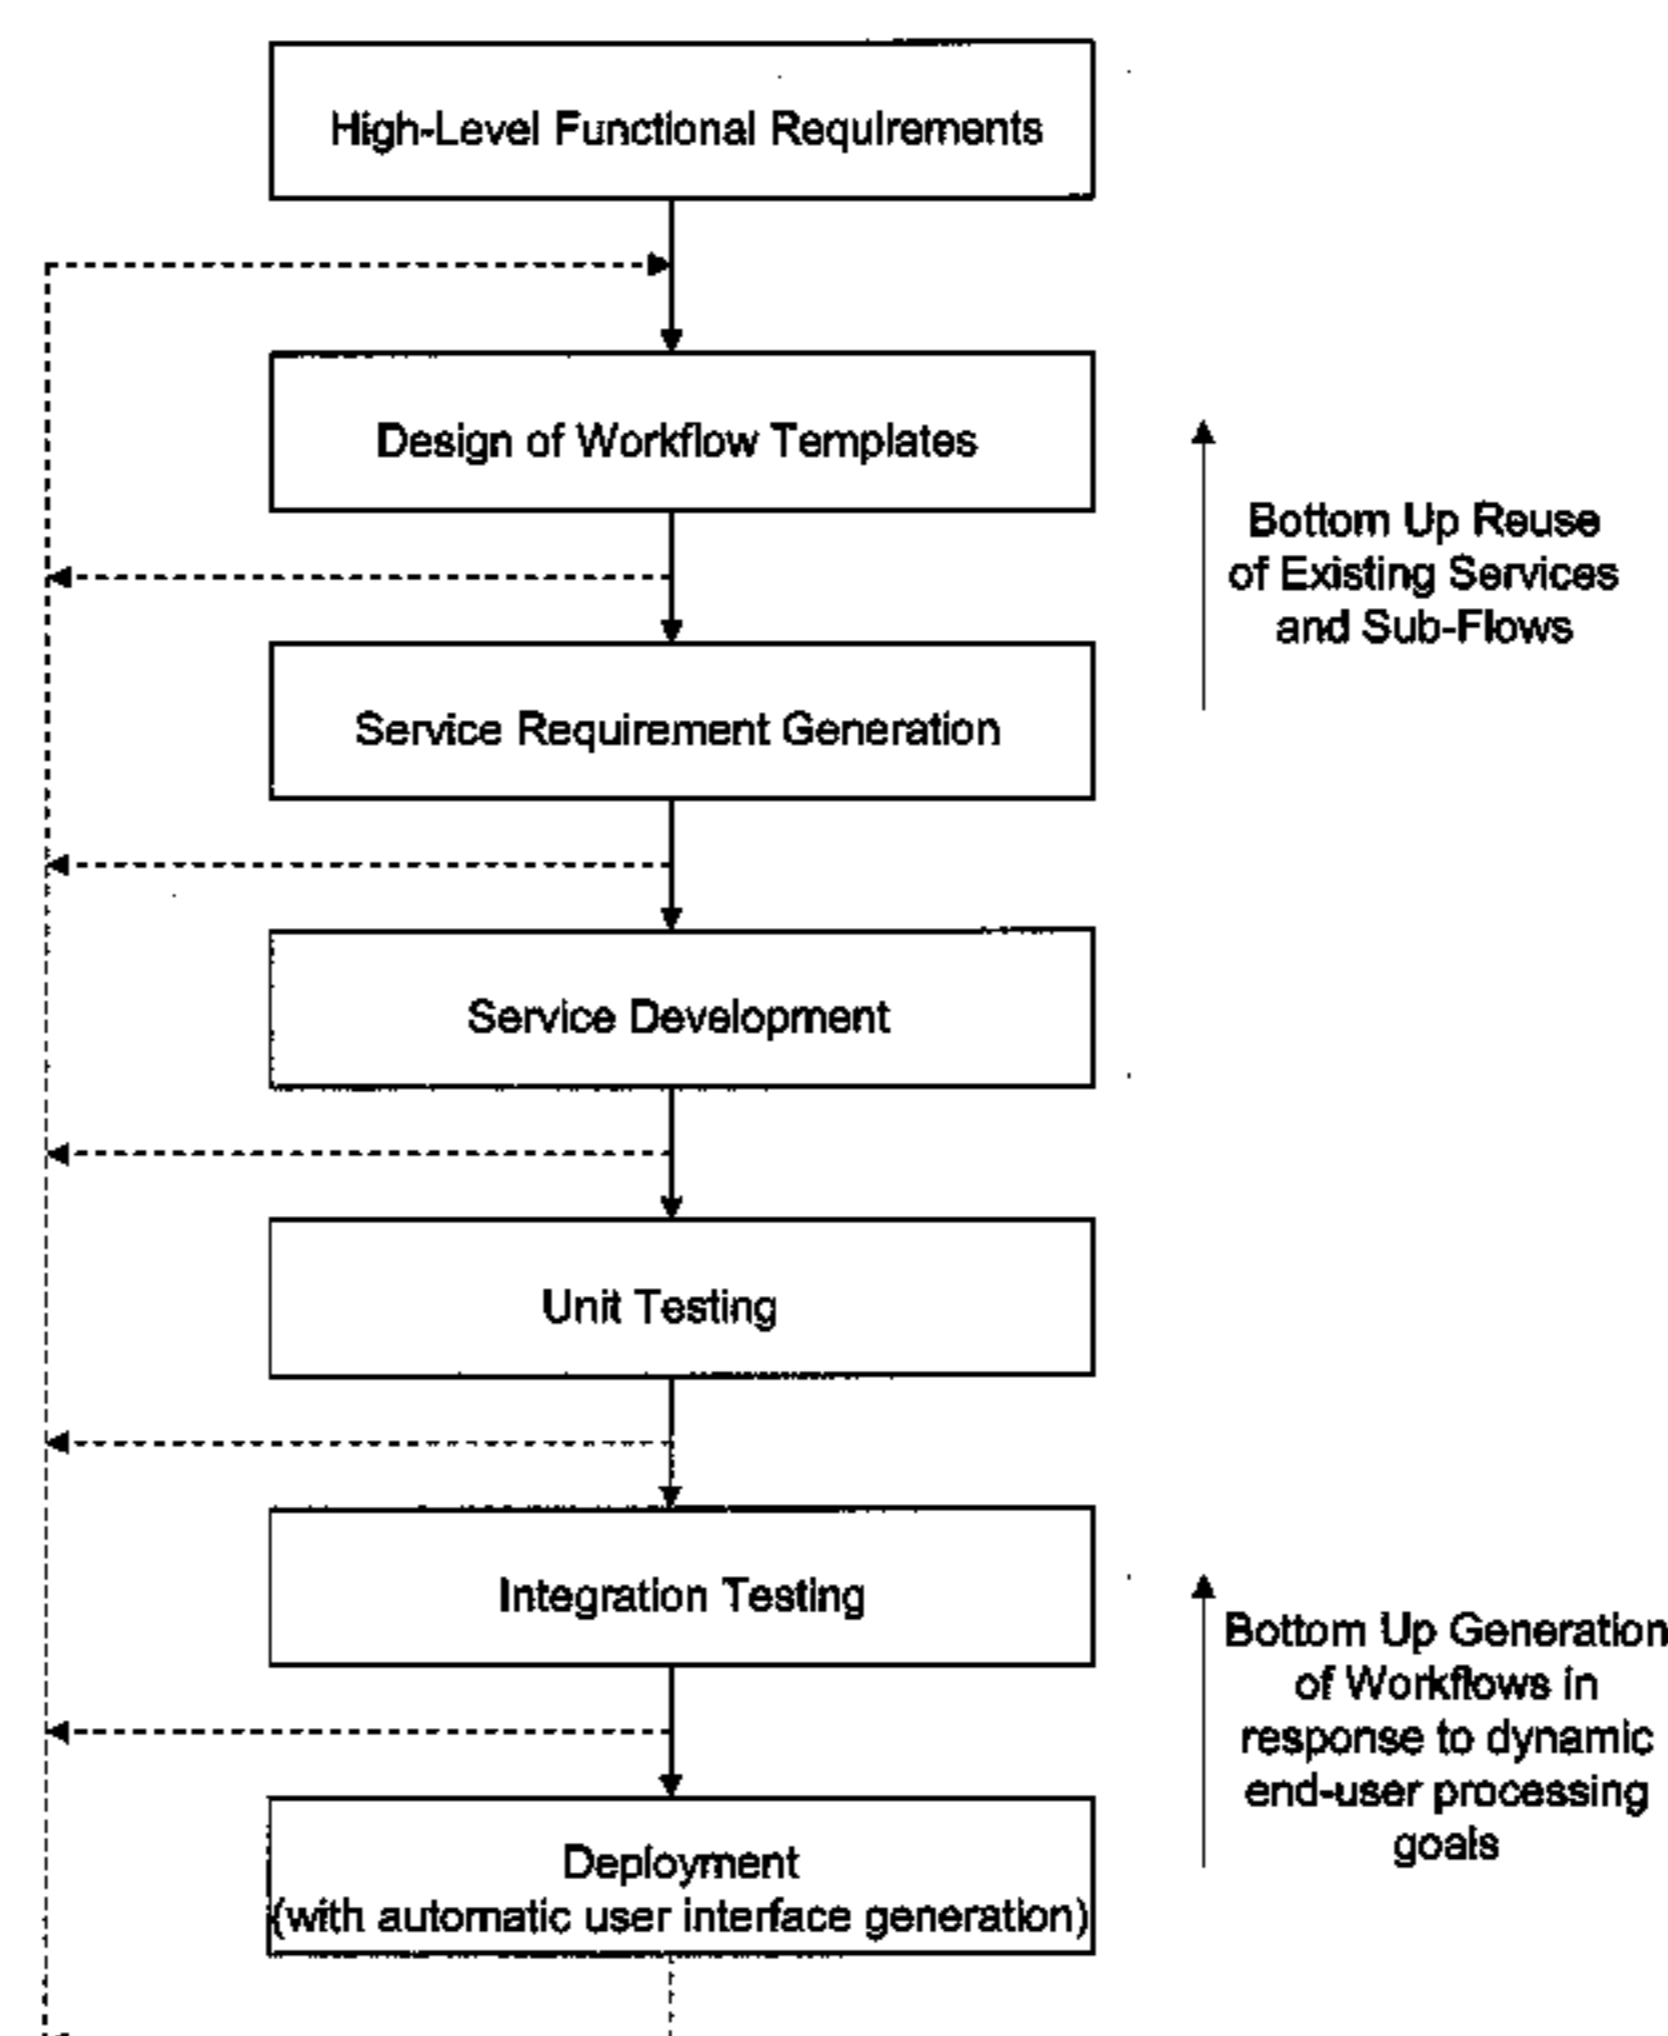 High-Level Functional Requirements
Design of Workflow Templates
Bottom Up Reuse
of Existing Services
and Sub-Flows
Service Requirement Generation
Service Development
Unit Testing
Integration Testing
Bottom Up Generation
of Workflows in
response to dynamic
end-user processing
goals
Deployment
(with automatic user interface generation)